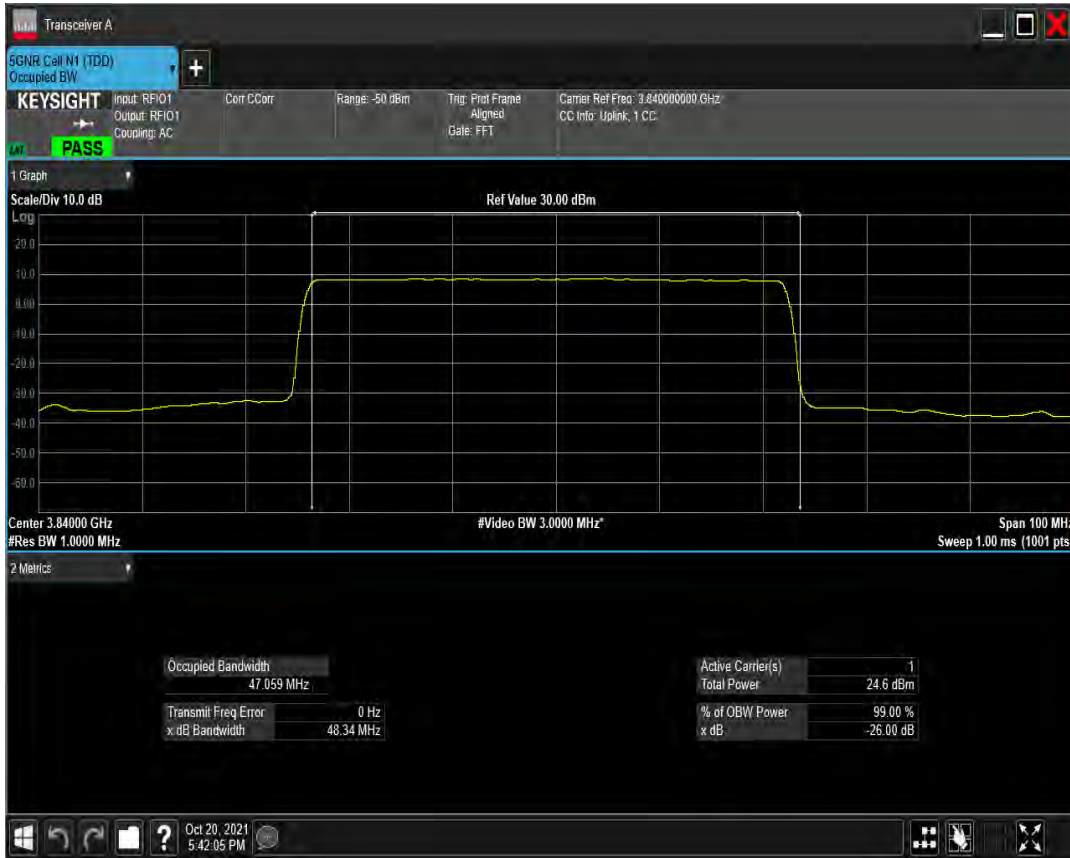 Transceiver A
5GNR Cell N1 (TDD)
Occupied BW
KEYSIGHT
Input: RFIO1
Output: RFIO1
Coupling: AC
PASS
Corr CCorr
Range: -50 dBm
Trig: Prot Frame
Aligned
Gate: FFT
Carrier Ref Freq: 3.840000000 GHz
CC Info: Uplink, 1 CC
1 Graph
Scale/Div 10.0 dB
Ref Value 30.00 dBm
Log
20.0
10.0
0.00
-10.0
-20.0
-30.0
-40.0
-50.0
-60.0
Center 3.84000 GHz
#Video BW 3.0000 MHz*
Span 100 MHz
#Res BW 1.0000 MHz
Sweep 1.00 ms (1001 pts
2 Metrics
Occupied Bandwidth
47.059 MHz
Transmit Freq Error 0 Hz
x dB Bandwidth 48.34 MHz
Active Carrier(s) 1
Total Power 24.6 dBm
% of OBW Power 99.00 %
x dB -26.00 dB
?
Oct 20, 2021
5:42:05 PM